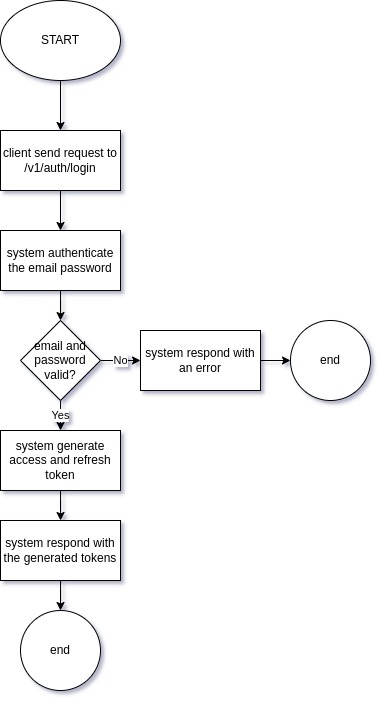 START
client send request to
/v1/auth/login
system authenticate
the email password
email and
password
valid?
No
system respond with
an error
end
Yes
system generate
access and refresh
token
system respond with
the generated tokens
end